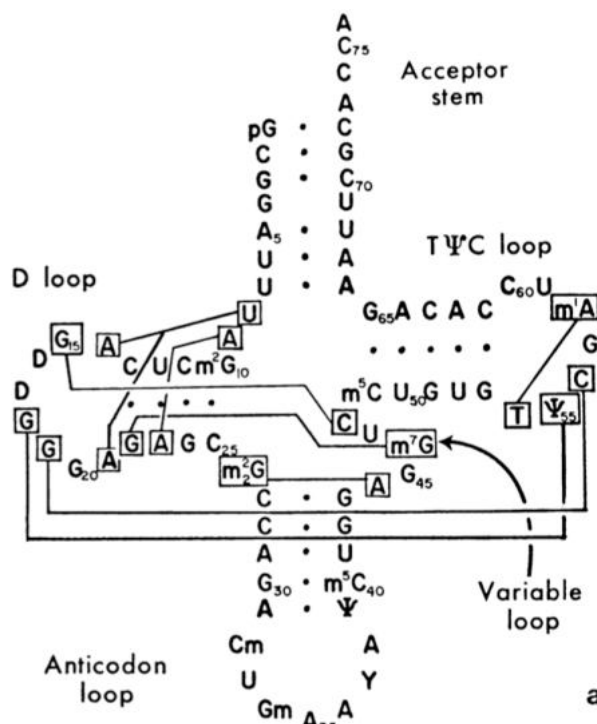 A
C75
C
A
Acceptor
stem
pG · C
C · G
G · C70
G · U
A5 · U
U · A
U · A
D loop
TΨC loop
C60 U
m¹A
G
C
G65 A C A C
U
A
A
G15
D
D
C U C m²G10
m⁵C U50 G U G
T
Ψ55
C
U
m⁷G
G45
A
G
G
G20
A
G
A
G
C25
m²₂G
C · G
C · G
A · U
G30 · m⁵C40
A · Ψ
Cm A
U Y
Gm A
Variable
loop
Anticodon
loop
a